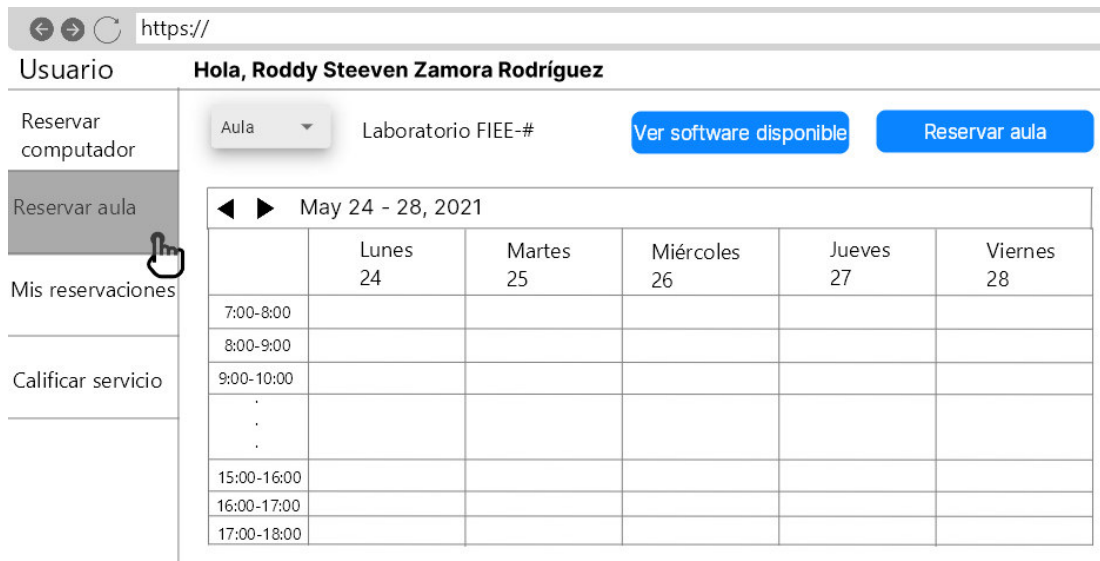 https://
Usuario
Hola, Roddy Steeven Zamora Rodríguez
Reservar
computador
Reservar aula
Mis reservaciones
Calificar servicio
Aula
Laboratorio FIEE-#
Ver software disponible
Reservar aula
May 24 - 28, 2021
Lunes
24
Martes
25
Miércoles
26
Jueves
27
Viernes
28
7:00-8:00
8:00-9:00
9:00-10:00
.
.
.
15:00-16:00
16:00-17:00
17:00-18:00